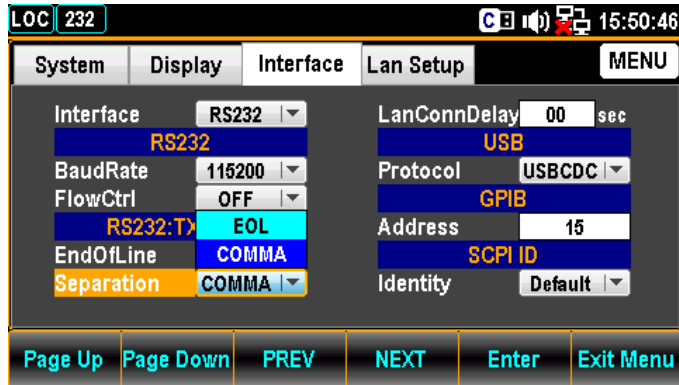 LOC 232 C 15:50:46
System Display Interface Lan Setup MENU
Interface RS232
RS232
BaudRate 115200
FlowCtrl OFF
RS232:TX
EOL
COMMA
EndOfLine
Separation COMMA
LanConnDelay 00 sec
USB
Protocol USBCDC
GPIB
Address 15
SCPI ID
Identity Default
Page Up Page Down PREV NEXT Enter Exit Menu